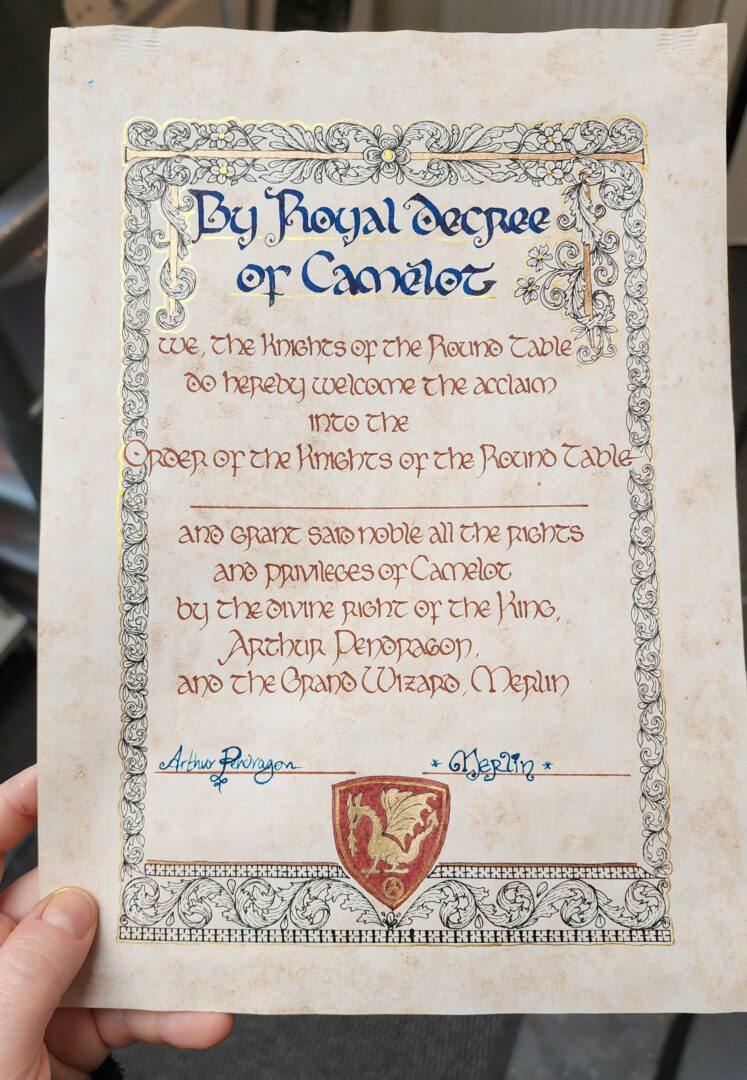 By Royal decree
of Camelot
We, the Knights of the Round Table
do hereby welcome the acclaim
into the
Order of the Knights of the Round Table
and grant said noble all the rights
and privileges of Camelot
by the divine right of the King,
Arthur Pendragon,
and the Grand Wizard, Merlin
Arthur Pendragon
* Merlin *